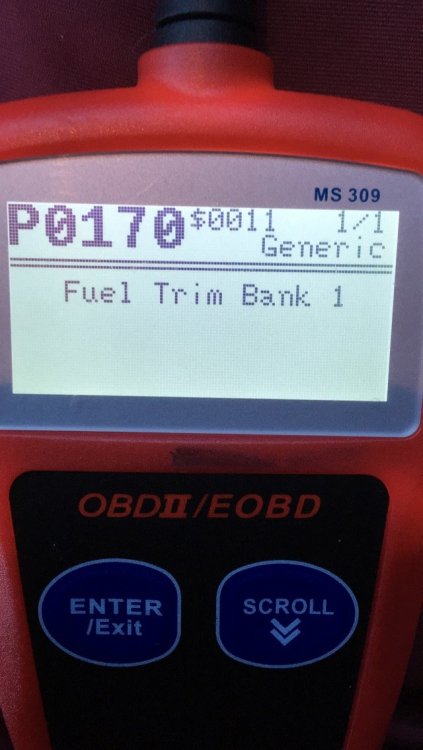 MS 309
P0170 $0011 1/1
Generic
Fuel Trim Bank 1
OBDII/EOBD
ENTER SCROLL
/Exit